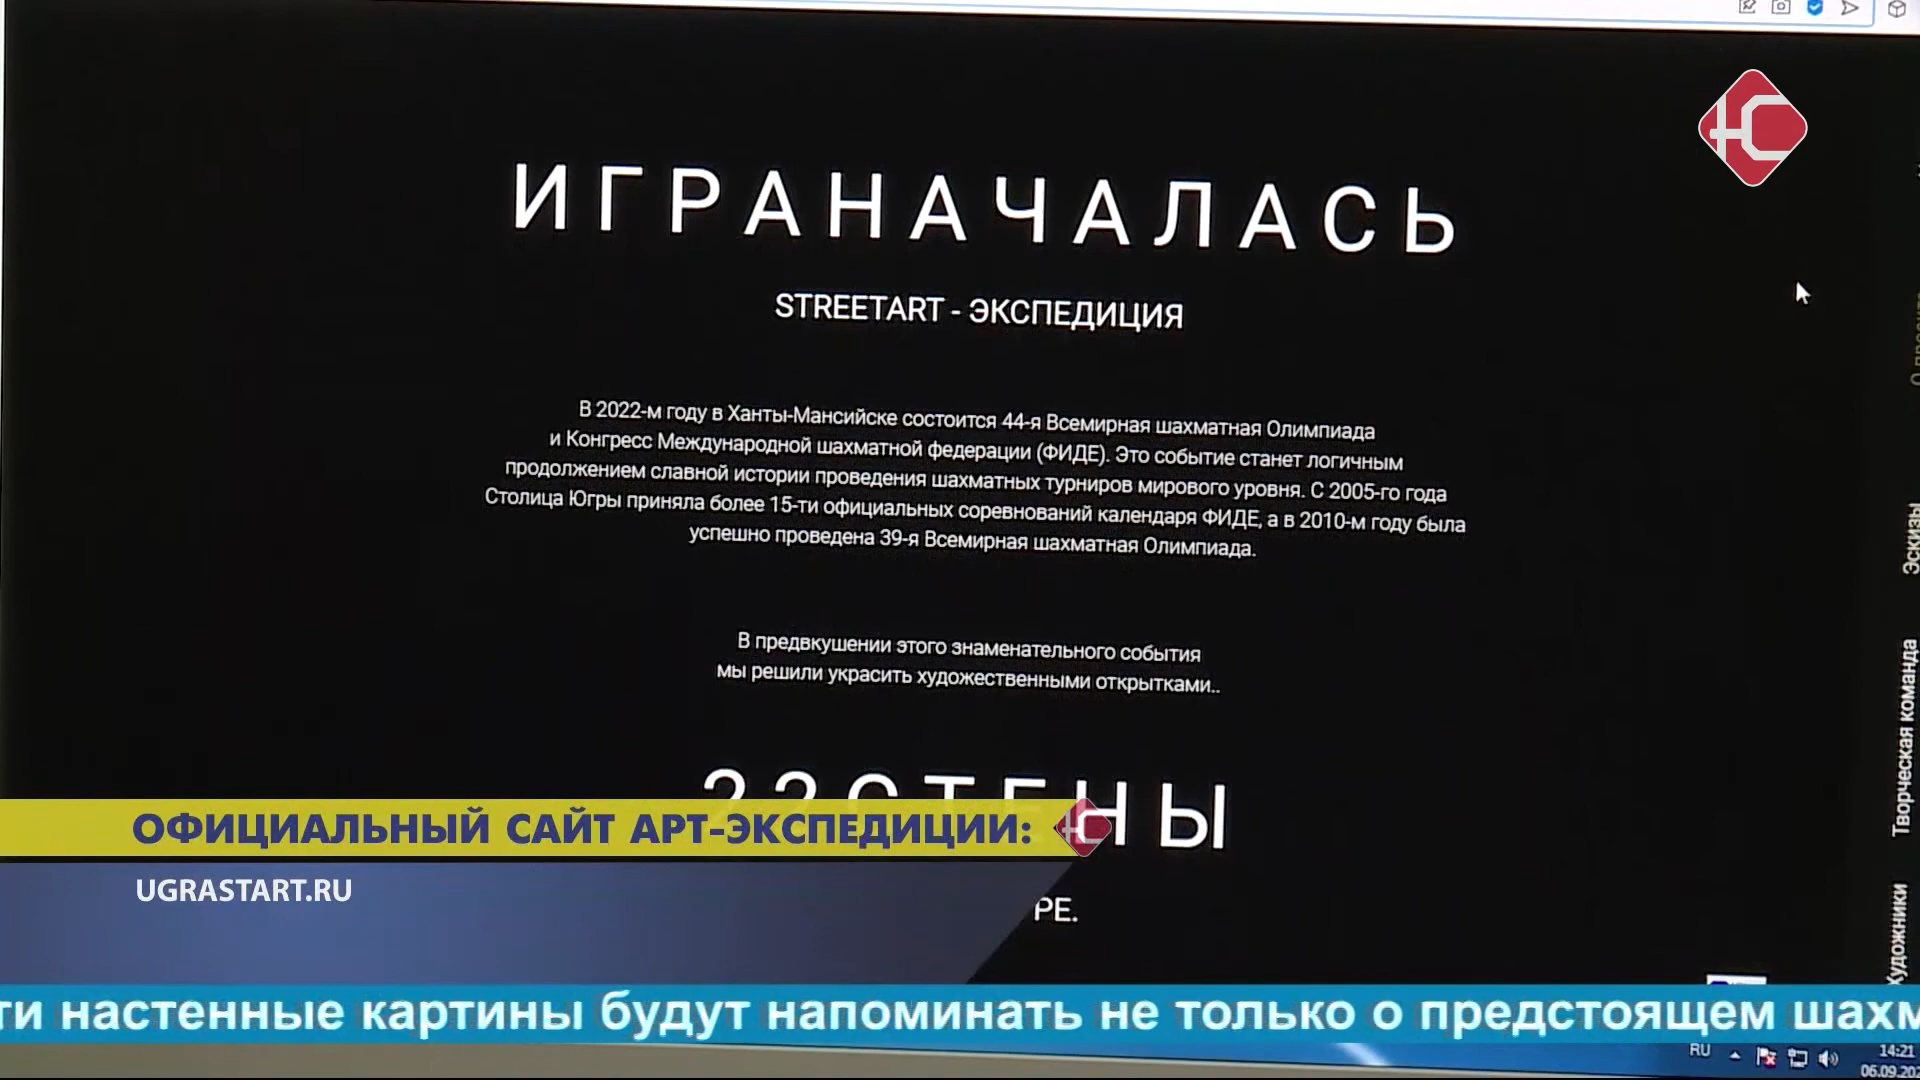 ИГРАНАЧАЛАСЬ
STREETART - ЭКСПЕДИЦИЯ
В 2022-м году в Ханты-Мансийске состоится 44-я Всемирная шахматная Олимпиада
и Конгресс Международной шахматной федерации (ФИДЕ). Это событие станет логичным
продолжением славной истории проведения шахматных турниров мирового уровня. С 2005-го года
Столица Югры приняла более 15-ти официальных соревнований календаря ФИДЕ, а в 2010-м году была
успешно проведена 39-я Всемирная шахматная Олимпиада.
В предвкушении этого знаменательного события
мы решили украсить художественными открытками..
22СТЕНЫ
РЕ.
Эскизы
Творческая команда
Художники
ОФИЦИАЛЬНЫЙ САЙТ АРТ-ЭКСПЕДИЦИИ:
UGRASTART.RU
ти настенные картины будут напоминать не только о предстоящем шахм
RU
14:21
06.09.202